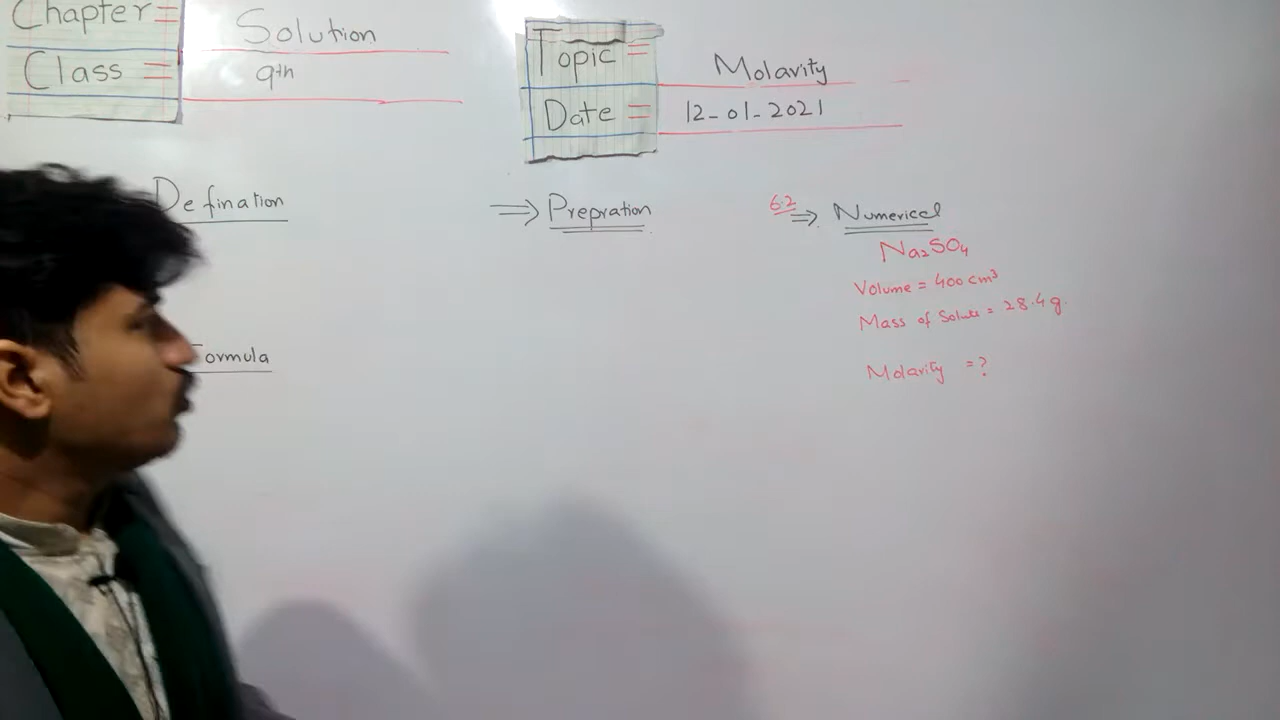 Chapter=
Solution
Class =
9th
Topic =
Molarity
Date =
12-01-2021
Defination
Formula
⇒ Prepration
6.2 ⇒ Numerical
Na₂SO₄
Volume = 400 cm³
Mass of Solute = 28.4 g.
Molarity = ?